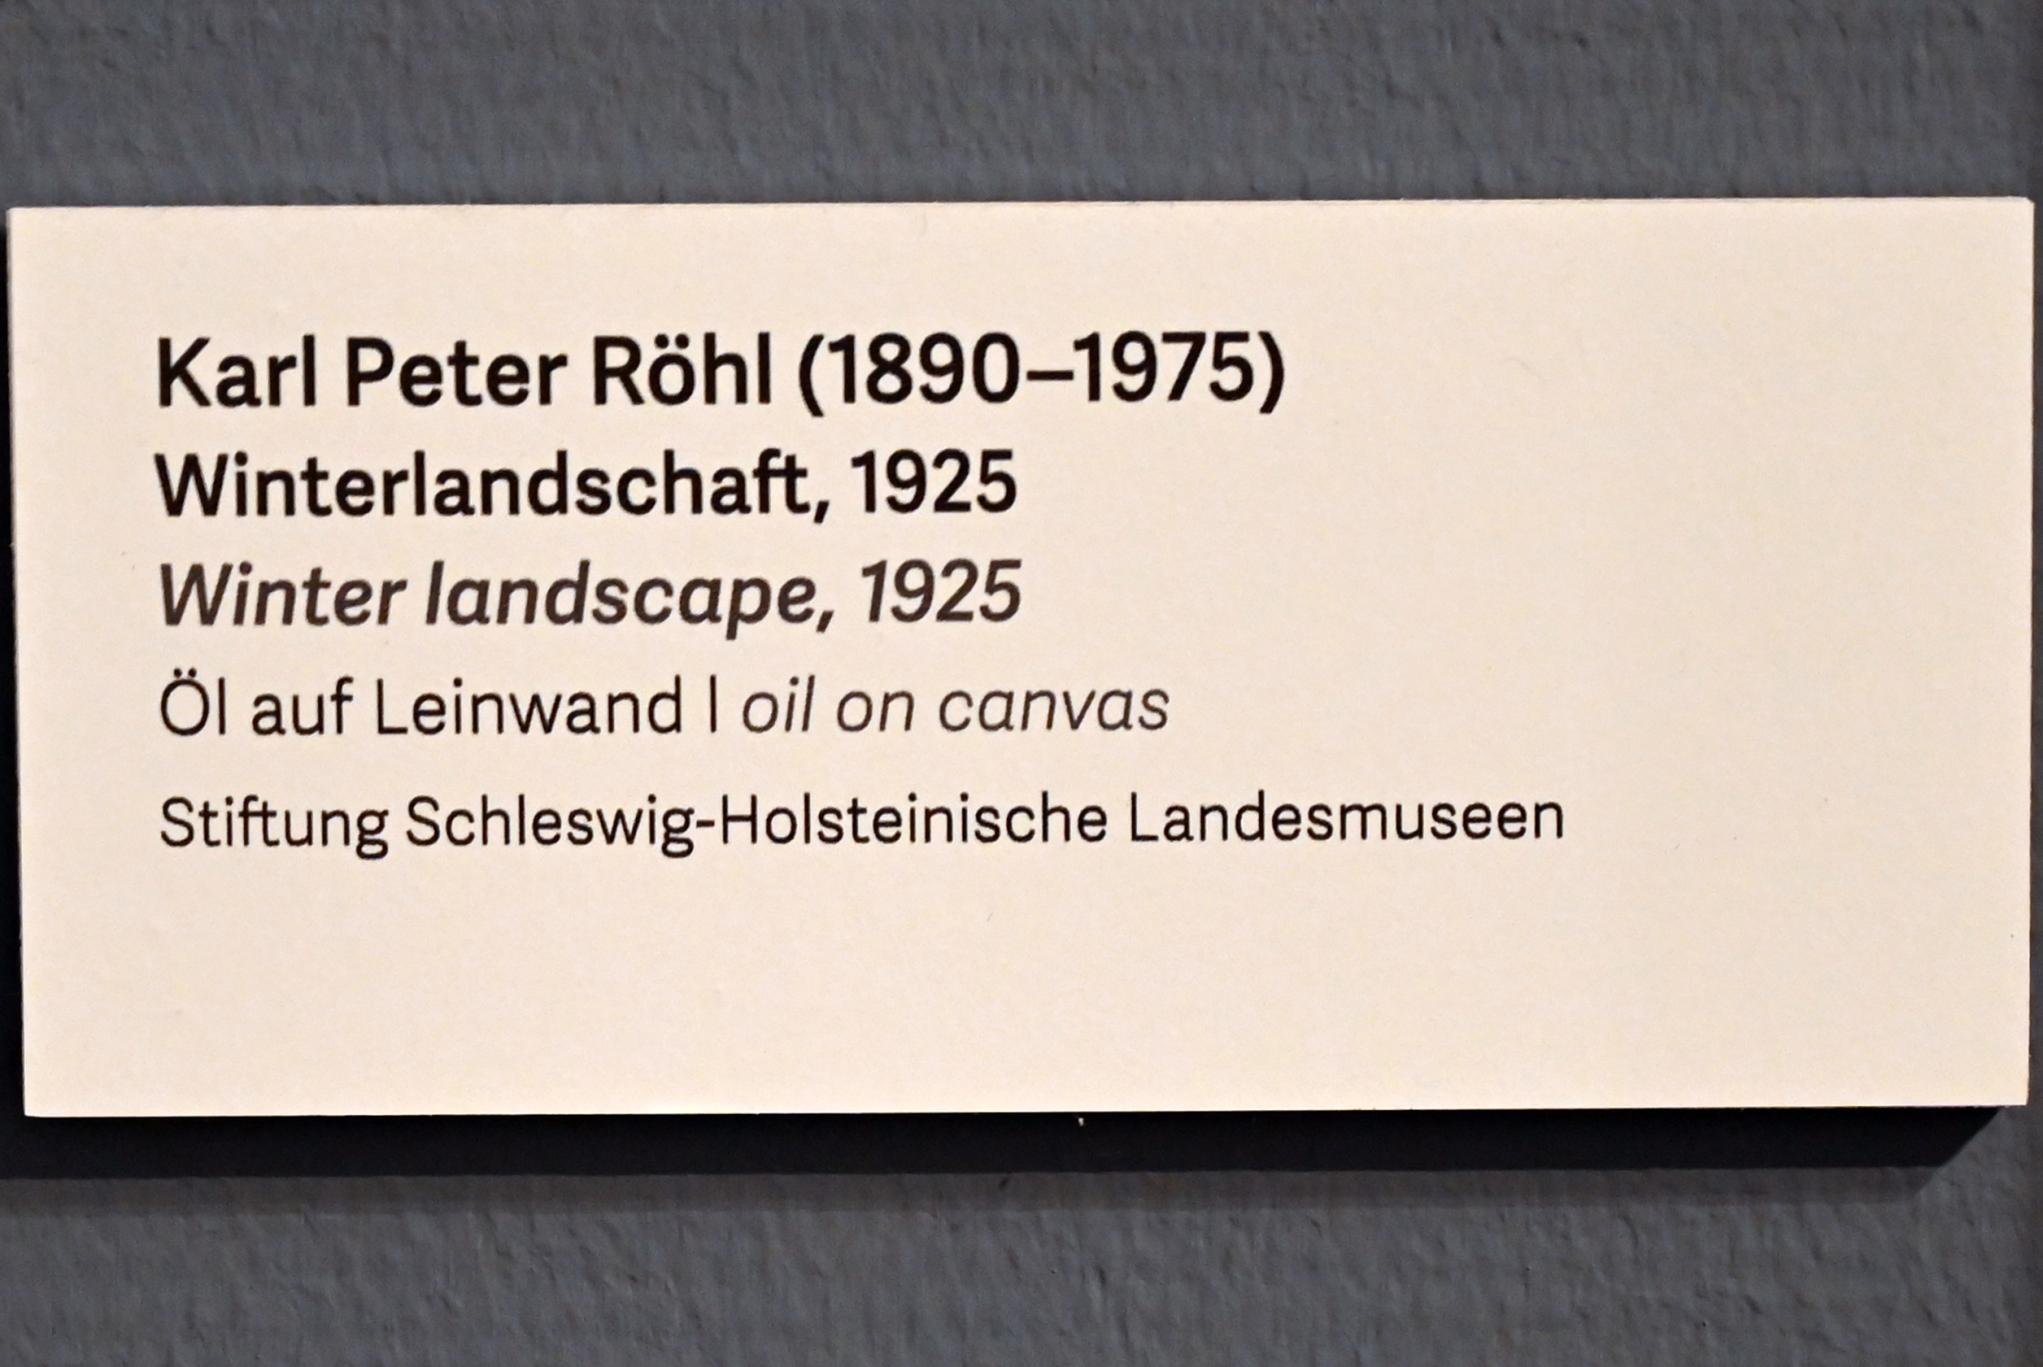 Karl Peter Röhl (1890–1975)
Winterlandschaft, 1925
Winter landscape, 1925
Öl auf Leinwand | oil on canvas
Stiftung Schleswig-Holsteinische Landesmuseen